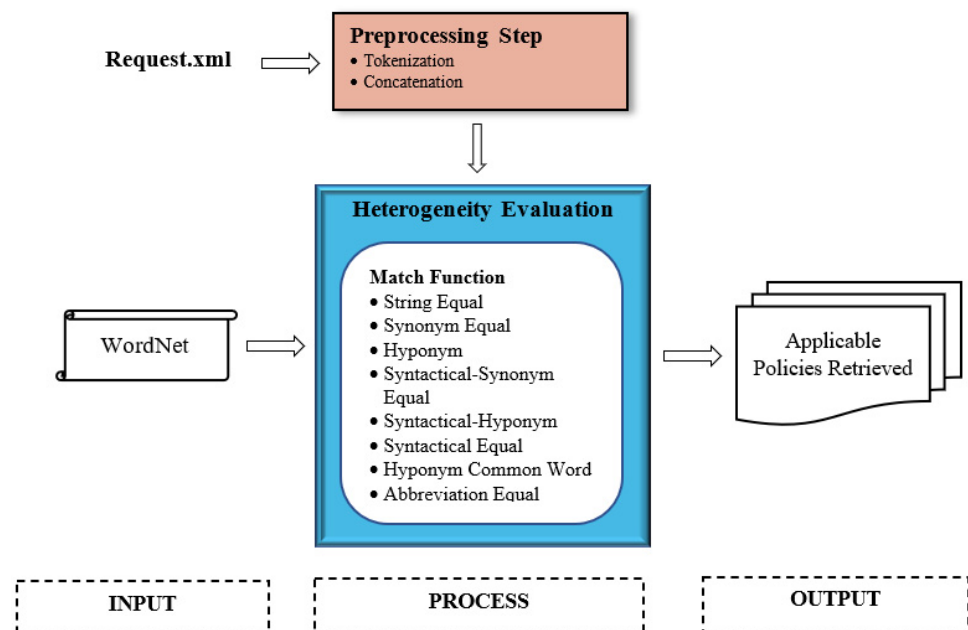 Request.xml
Preprocessing Step
• Tokenization
• Concatenation
Heterogeneity Evaluation
Match Function
• String Equal
• Synonym Equal
• Hyponym
• Syntactical-Synonym
Equal
• Syntactical-Hyponym
• Syntactical Equal
• Hyponym Common Word
• Abbreviation Equal
WordNet
Applicable
Policies Retrieved
INPUT
PROCESS
OUTPUT